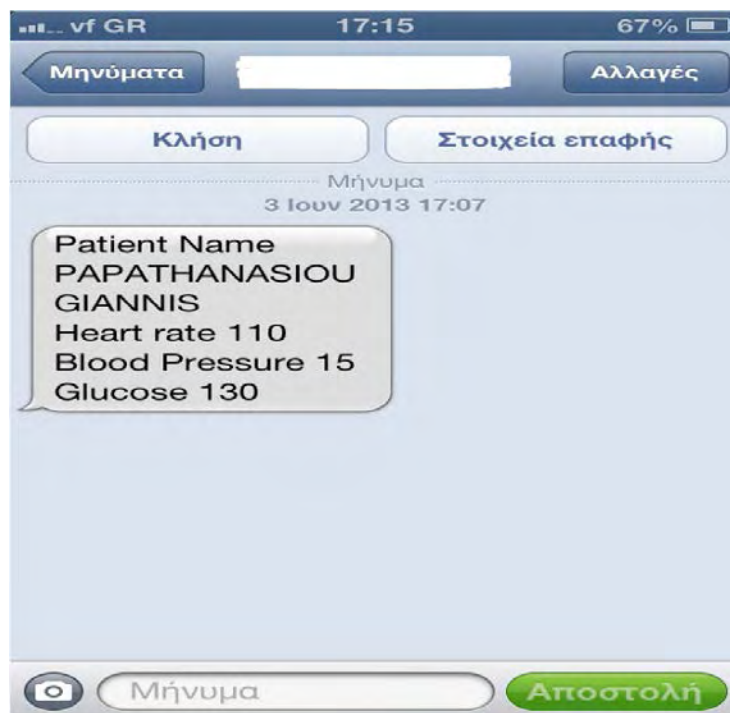 vf GR 17:15 67%
Μηνύματα Αλλαγές
Κλήση Στοιχεία επαφής
Μήνυμα
3 Ιουν 2013 17:07
Patient Name
PAPATHANASIOU
GIANNIS
Heart rate 110
Blood Pressure 15
Glucose 130
Μήνυμα Αποστολή